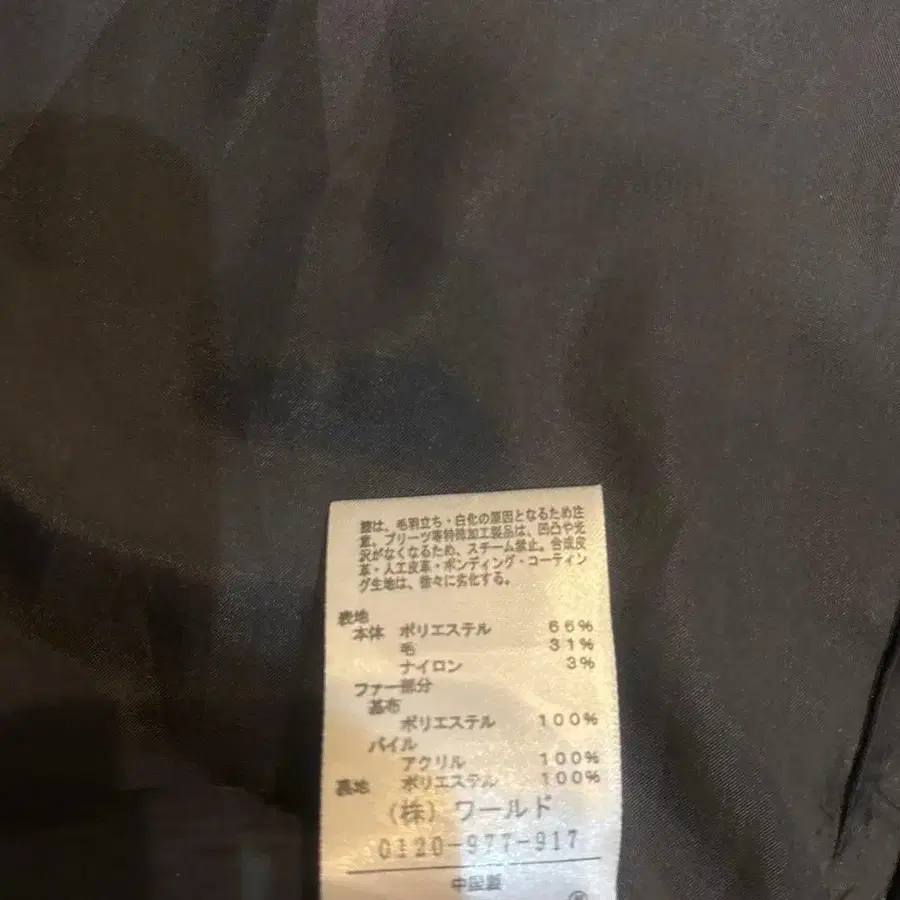 擦は、毛羽立ち・白化の原因となるため注
意。プリーツ等特殊加工製品は、凹凸や光
沢がなくなるため、スチーム禁止。合成皮
革・人工皮革・ボンディング・コーティン
グ生地は、徐々に劣化する。
表地
本体 ポリエステル 66%
毛 31%
ナイロン 3%
ファー部分
基布
ポリエステル 100%
パイル
アクリル 100%
裏地 ポリエステル 100%
(株) ワールド
0120-977-917
中国製